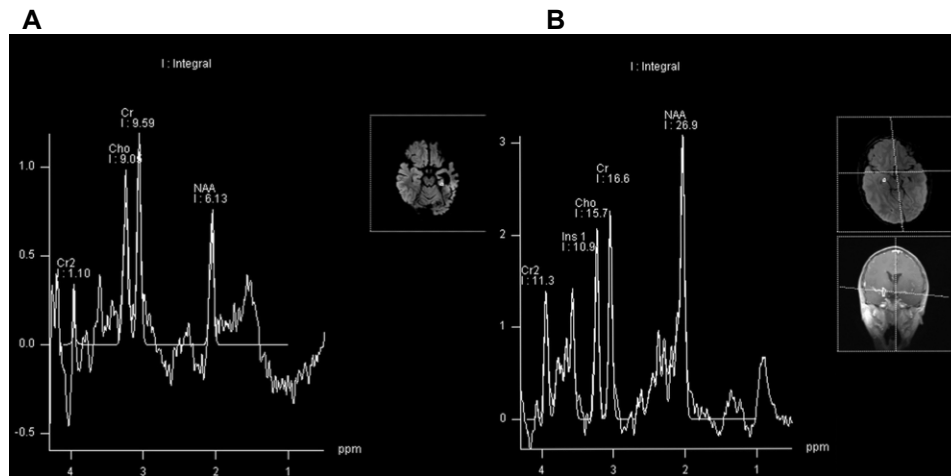 A
B
I : Integral
Cr
I : 9.59
Cho
I : 9.09
NAA
I : 6.13
Cr2
I : 1.10
1.0
0.5
0.0
-0.5
ppm
4
3
2
1
I : Integral
NAA
I : 26.9
Cr
I : 16.6
Cho
I : 15.7
Ins 1
I : 10.9
Cr2
I : 11.3
3
2
1
0
ppm
4
3
2
1